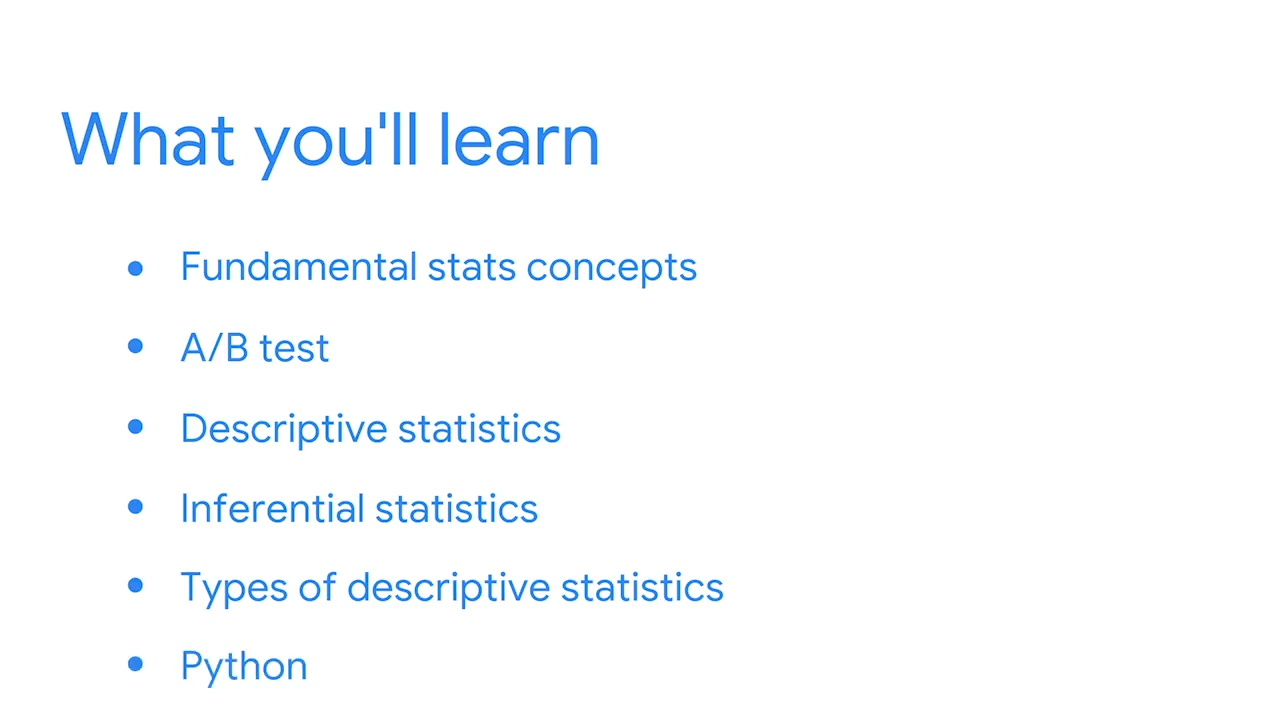 What you'll learn
• Fundamental stats concepts
• A/B test
• Descriptive statistics
• Inferential statistics
• Types of descriptive statistics
• Python